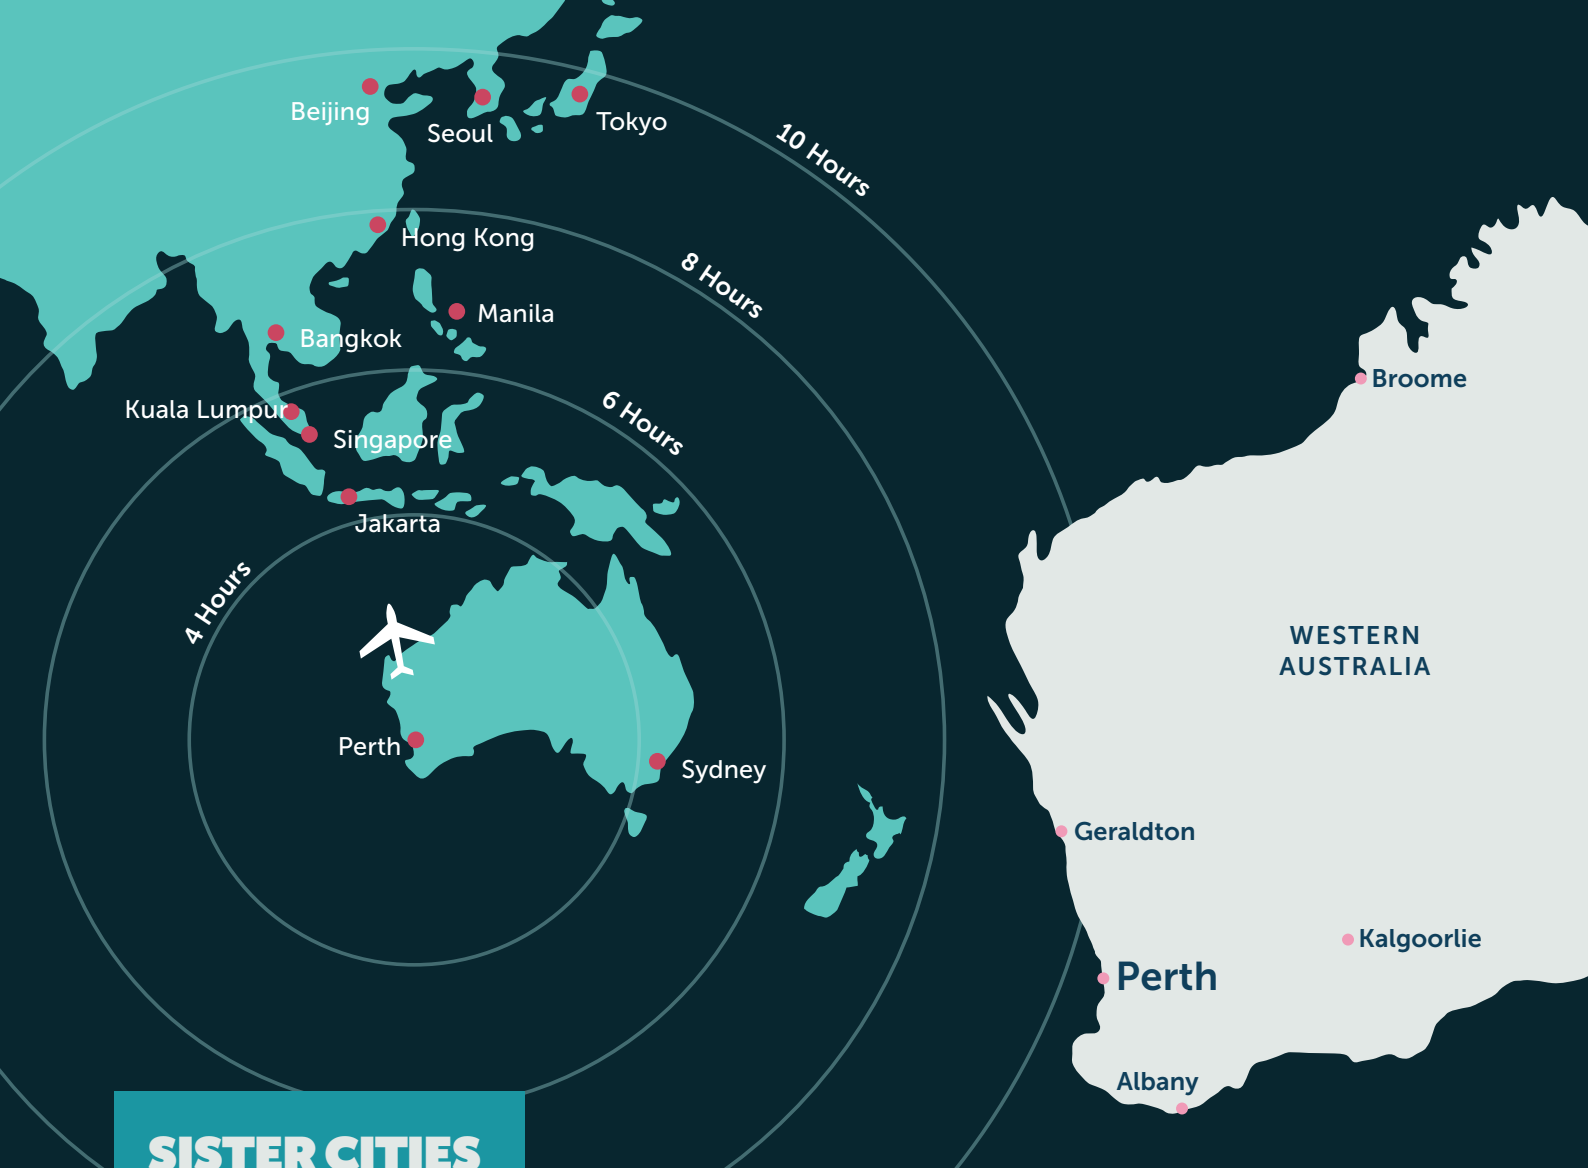 Beijing
Seoul
Tokyo
10 Hours
Hong Kong
8 Hours
Manila
Bangkok
Kuala Lumpur
Singapore
6 Hours
Jakarta
4 Hours
Perth
Sydney
Broome
WESTERN
AUSTRALIA
Geraldton
Kalgoorlie
Perth
Albany
SISTER CITIES